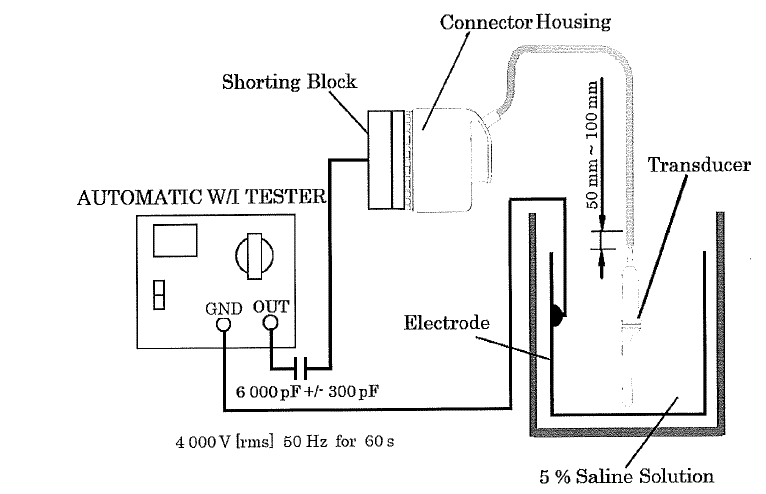 Connector Housing
Shorting Block
50 mm ~ 100 mm
Transducer
AUTOMATIC W/I TESTER
GND OUT
Electrode
6 000 pF +/- 300 pF
4 000 V [rms] 50 Hz for 60 s
5 % Saline Solution